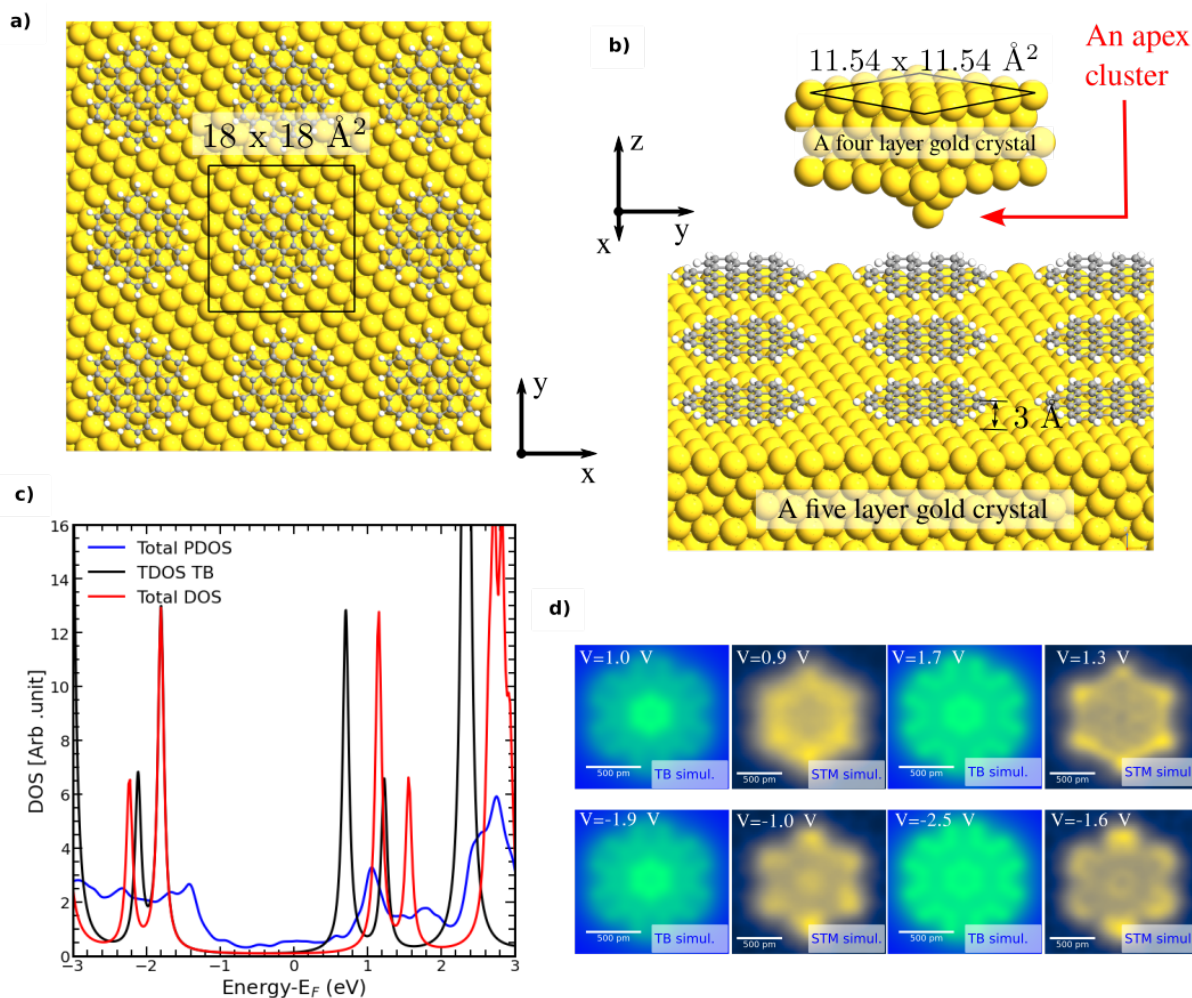 a)
18 x 18 Å²
y
x
b)
11.54 x 11.54 Å²
An apex
cluster
A four layer gold crystal
z
x
y
3 Å
A five layer gold crystal
c)
16
14
12
10
8
6
4
2
0
DOS [Arb .unit]
Total PDOS
TDOS TB
Total DOS
−3
−2
−1
0
1
2
3
Energy-E_F (eV)
d)
V=1.0 V
500 pm
TB simul.
V=0.9 V
500 pm
STM simul.
V=1.7 V
500 pm
TB simul.
V=1.3 V
500 pm
STM simul.
V=-1.9 V
500 pm
TB simul.
V=-1.0 V
500 pm
STM simul.
V=-2.5 V
500 pm
TB simul.
V=-1.6 V
500 pm
STM simul.